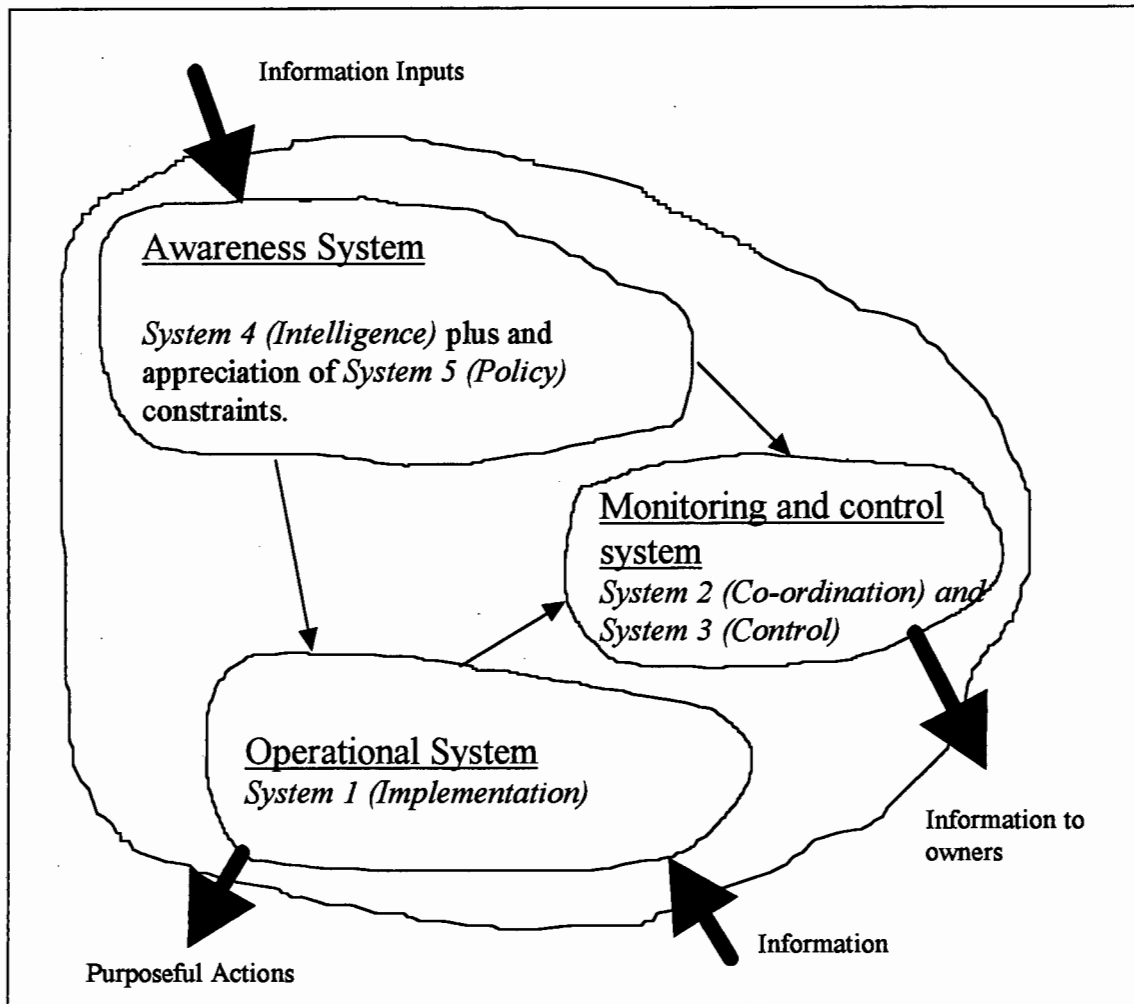 Information Inputs
Awareness System
System 4 (Intelligence) plus and
appreciation of System 5 (Policy)
constraints.
Monitoring and control
system
System 2 (Co-ordination) and
System 3 (Control)
Operational System
System 1 (Implementation)
Information to
owners
Information
Purposeful Actions